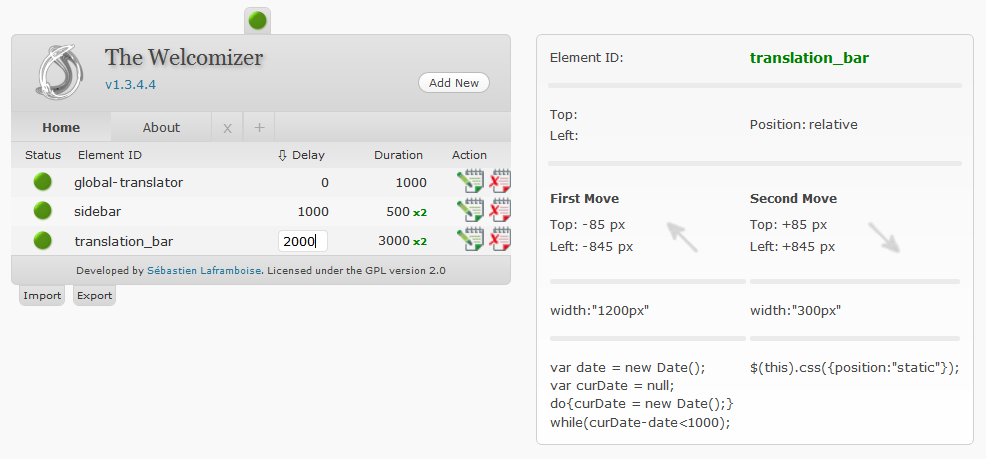 The Welcomizer
v1.3.4.4
Add New
Home About x +
Status Element ID ⇩ Delay Duration Action
global-translator 0 1000
sidebar 1000 500 x2
translation_bar 2000 3000 x2
Developed by Sébastien Laframboise. Licensed under the GPL version 2.0
Import Export
Element ID: translation_bar
Top:
Left:
Position: relative
First Move Second Move
Top: -85 px Top: +85 px
Left: -845 px Left: +845 px
width:"1200px" width:"300px"
var date = new Date(); $(this).css({position:"static"});
var curDate = null;
do{curDate = new Date();}
while(curDate-date<1000);